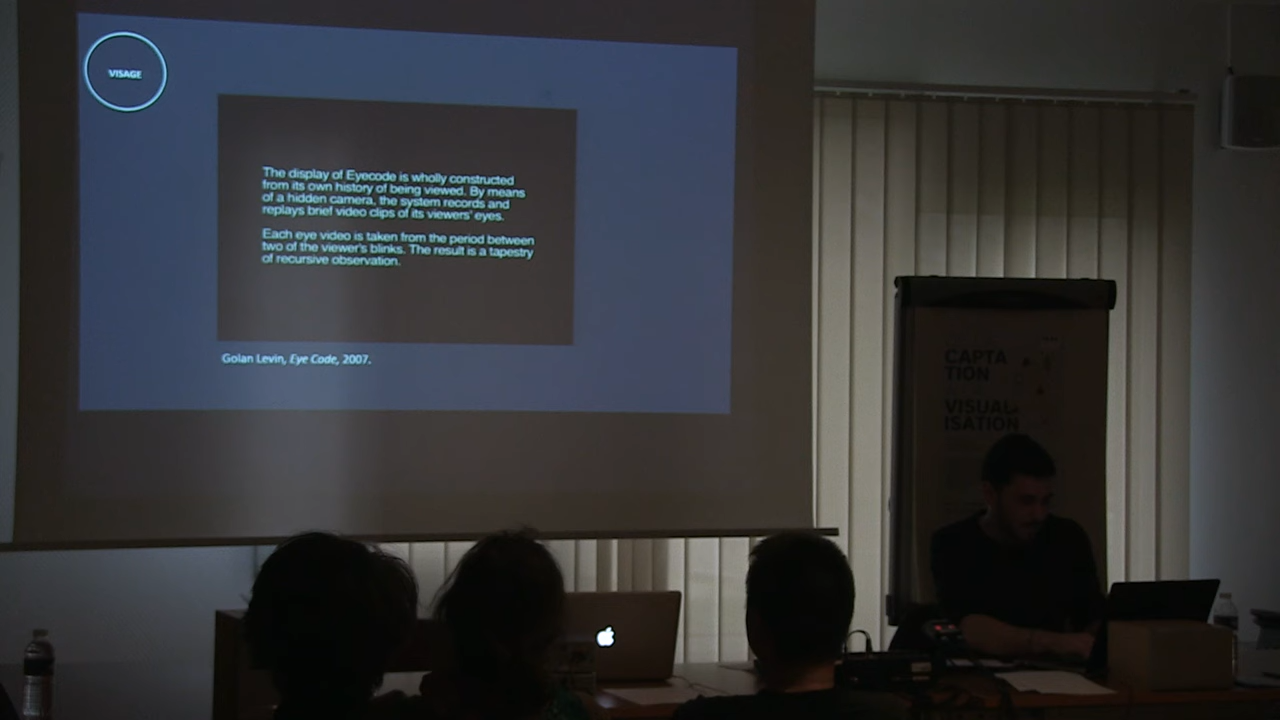 VISAGE
The display of Eyecode is wholly constructed
from its own history of being viewed. By means
of a hidden camera, the system records and
replays brief video clips of its viewers' eyes.
Each eye video is taken from the period between
two of the viewer's blinks. The result is a tapestry
of recursive observation.
Golan Levin, Eye Code, 2007.
CAPTA
TION
VISUAL-
ISATION